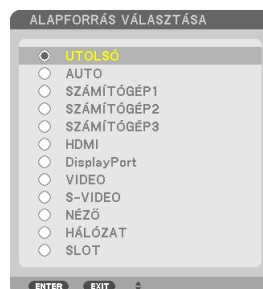 ALAPFORRÁS VÁLASZTÁSA
UTOLSÓ
AUTO
SZÁMÍTÓGÉP1
SZÁMÍTÓGÉP2
SZÁMÍTÓGÉP3
HDMI
DisplayPort
VIDEO
S-VIDEO
NÉZŐ
HÁLÓZAT
SLOT
ENTER EXIT